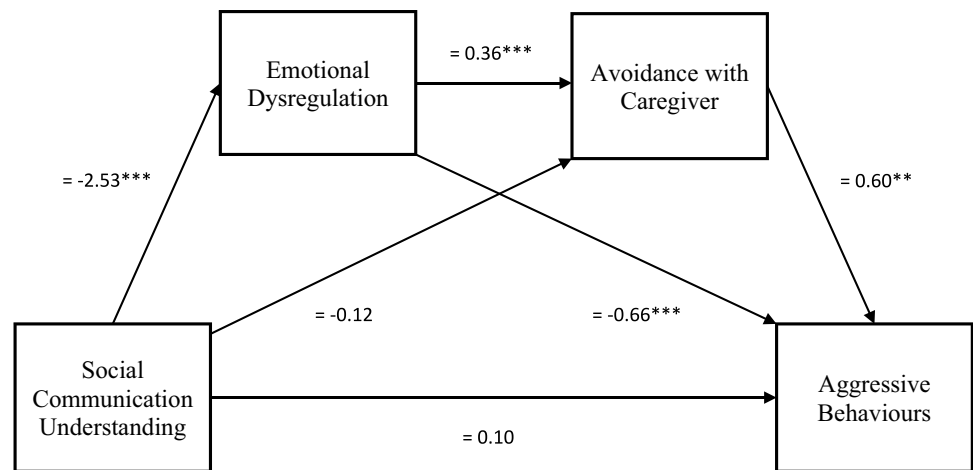 = 0.36***
Emotional
Dysregulation
Avoidance with
Caregiver
= -2.53***
= 0.60**
= -0.12
= -0.66***
Social
Communication
Understanding
Aggressive
Behaviours
= 0.10